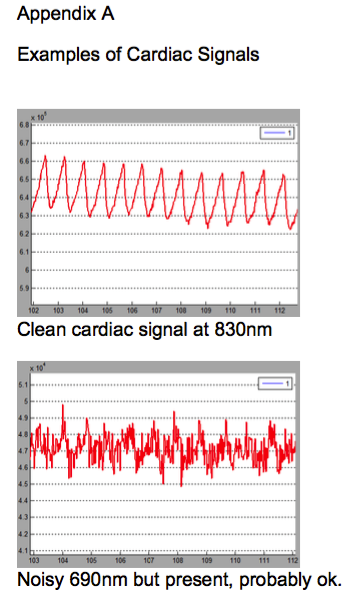 Appendix A
Examples of Cardiac Signals
x 10
6.8
1
6.7
6.6
6.5
6.4
6.3
6.2
6.1
6
5.9
102 103 104 105 106 107 108 109 110 111 112
Clean cardiac signal at 830nm
x 10
5.1
1
5
4.9
4.8
4.7
4.6
4.5
4.4
4.3
4.2
4.1
103 104 105 106 107 108 109 110 111 112
Noisy 690nm but present, probably ok.